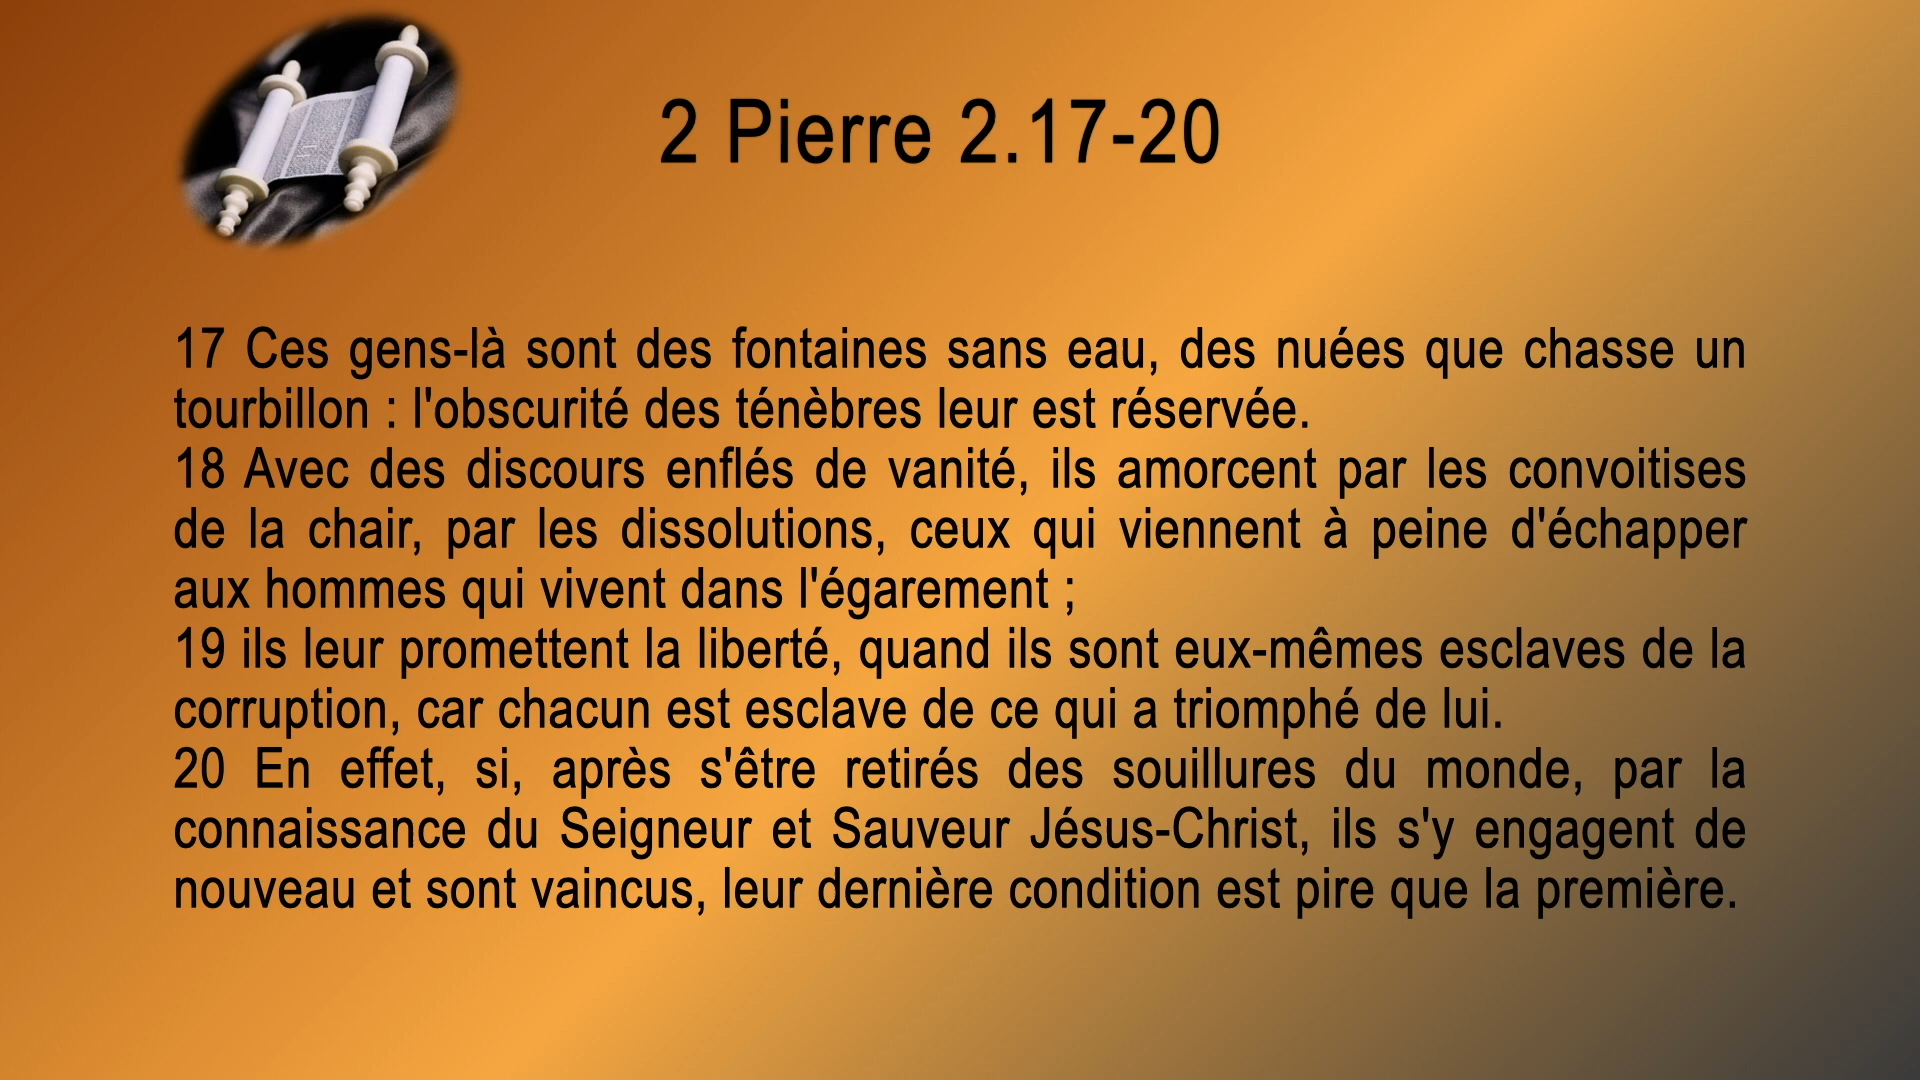 2 Pierre 2.17-20
17 Ces gens-là sont des fontaines sans eau, des nuées que chasse un
tourbillon : l'obscurité des ténèbres leur est réservée.
18 Avec des discours enflés de vanité, ils amorcent par les convoitises
de la chair, par les dissolutions, ceux qui viennent à peine d'échapper
aux hommes qui vivent dans l'égarement ;
19 ils leur promettent la liberté, quand ils sont eux-mêmes esclaves de la
corruption, car chacun est esclave de ce qui a triomphé de lui.
20 En effet, si, après s'être retirés des souillures du monde, par la
connaissance du Seigneur et Sauveur Jésus-Christ, ils s'y engagent de
nouveau et sont vaincus, leur dernière condition est pire que la première.